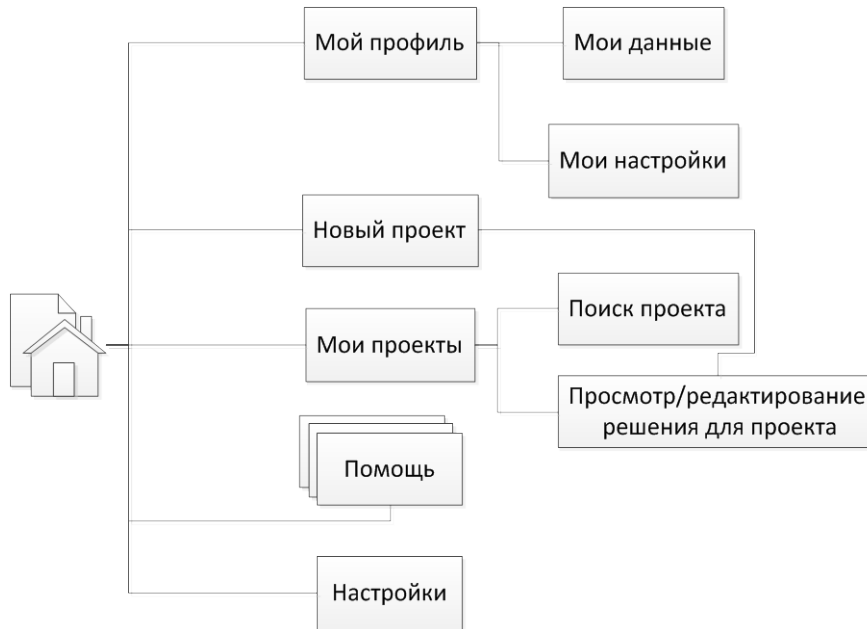 Мой профиль
Мои данные
Мои настройки
Новый проект
Поиск проекта
Мои проекты
Просмотр/редактирование
решения для проекта
Помощь
Настройки